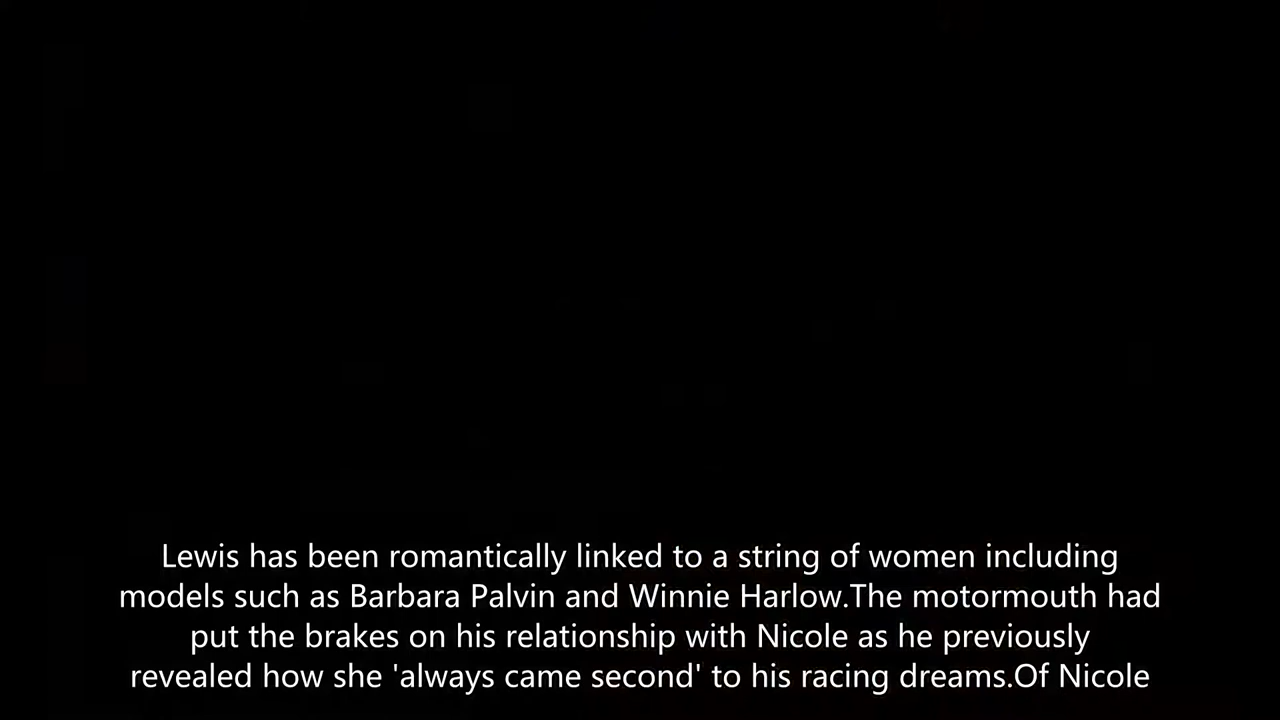 Lewis has been romantically linked to a string of women including
models such as Barbara Palvin and Winnie Harlow.The motormouth had
put the brakes on his relationship with Nicole as he previously
revealed how she 'always came second' to his racing dreams.Of Nicole